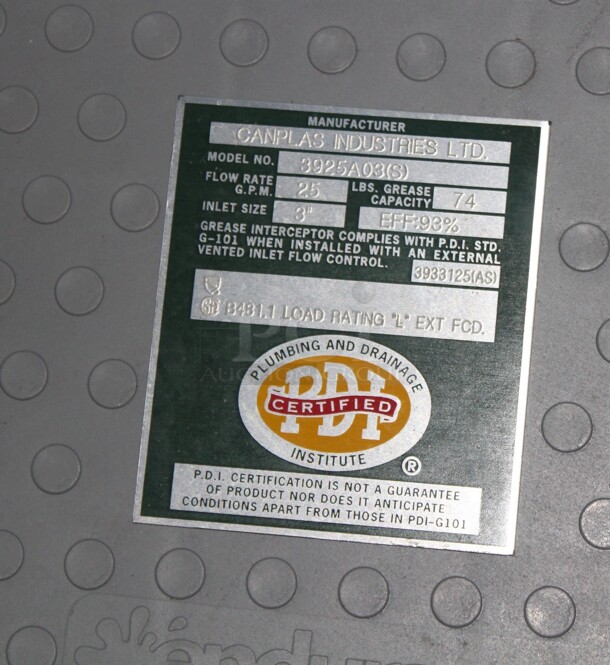 MANUFACTURER
CANPLAS INDUSTRIES LTD.
MODEL NO. 3925A03(S)
FLOW RATE G.P.M. 25 LBS. GREASE CAPACITY 74
INLET SIZE 3" EFF:93%
GREASE INTERCEPTOR COMPLIES WITH P.D.I. STD.
G-101 WHEN INSTALLED WITH AN EXTERNAL
VENTED INLET FLOW CONTROL. 3933125(AS)
B481.1 LOAD RATING "L" EXT FCD.
PLUMBING AND DRAINAGE
PDI
CERTIFIED
INSTITUTE
®
P.D.I. CERTIFICATION IS NOT A GUARANTEE
OF PRODUCT NOR DOES IT ANTICIPATE
CONDITIONS APART FROM THOSE IN PDI-G101